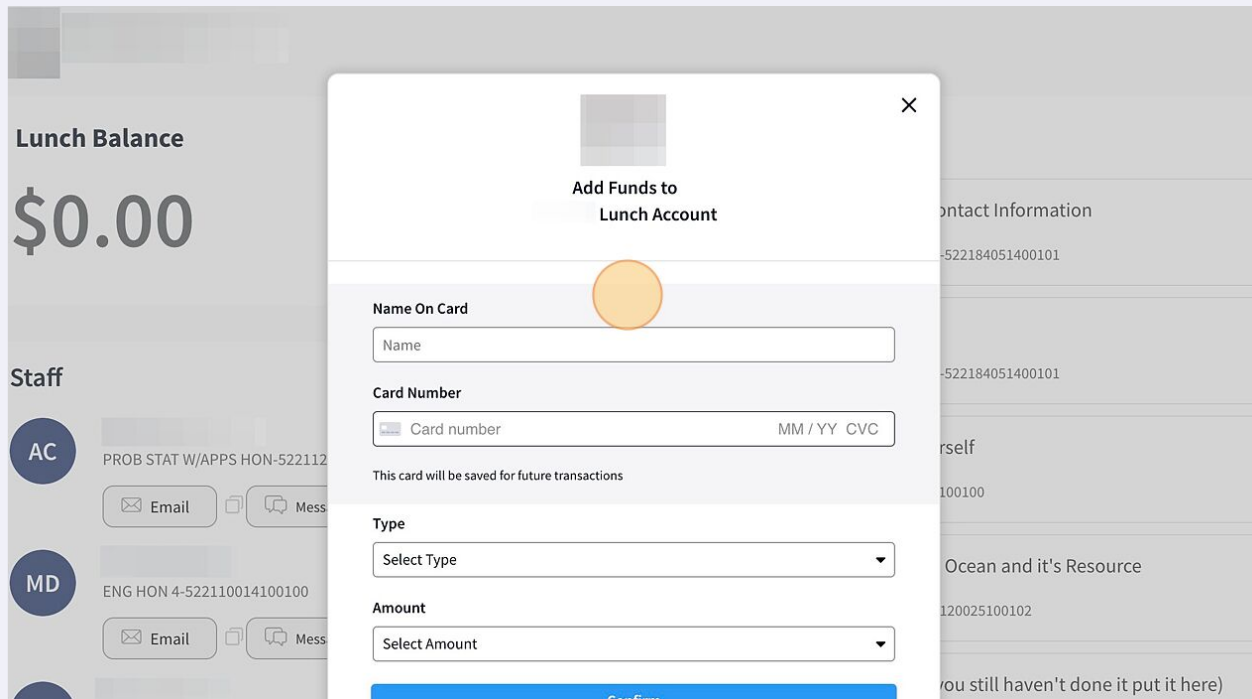 Lunch Balance
$0.00
Staff
AC
PROB STAT W/APPS HON-522112
Email
Mess
MD
ENG HON 4-522110014100100
Email
Mess
Add Funds to
Lunch Account
Name On Card
Name
Card Number
Card number MM / YY CVC
This card will be saved for future transactions
Type
Select Type
Amount
Select Amount
Confirm
ontact Information
-522184051400101
-522184051400101
rself
100100
Ocean and it's Resource
120025100102
you still haven't done it put it here)